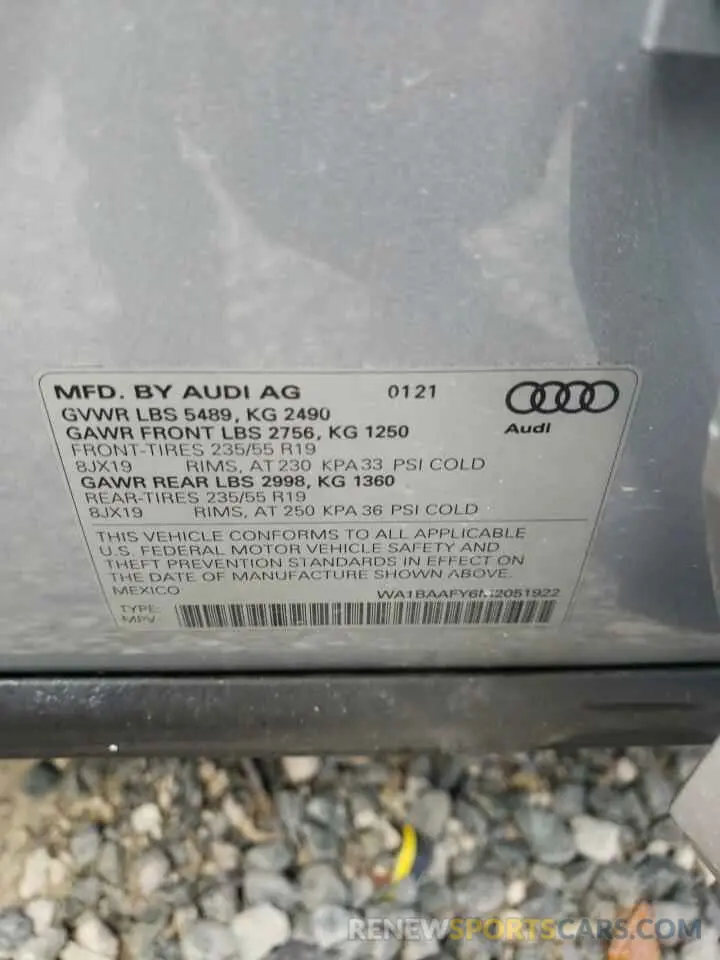 MFD. BY AUDI AG 0121
GVWR LBS 5489, KG 2490
GAWR FRONT LBS 2756, KG 1250
Audi
FRONT-TIRES 235/55 R19
8JX19 RIMS, AT 230 KPA 33 PSI COLD
GAWR REAR LBS 2998, KG 1360
REAR-TIRES 235/55 R19
8JX19 RIMS, AT 250 KPA 36 PSI COLD
THIS VEHICLE CONFORMS TO ALL APPLICABLE
U.S. FEDERAL MOTOR VEHICLE SAFETY AND
THEFT PREVENTION STANDARDS IN EFFECT ON
THE DATE OF MANUFACTURE SHOWN ABOVE.
MEXICO WA1BAAFY6M2051922
TYPE:
MPV
RENEWSPORTSCARS.COM